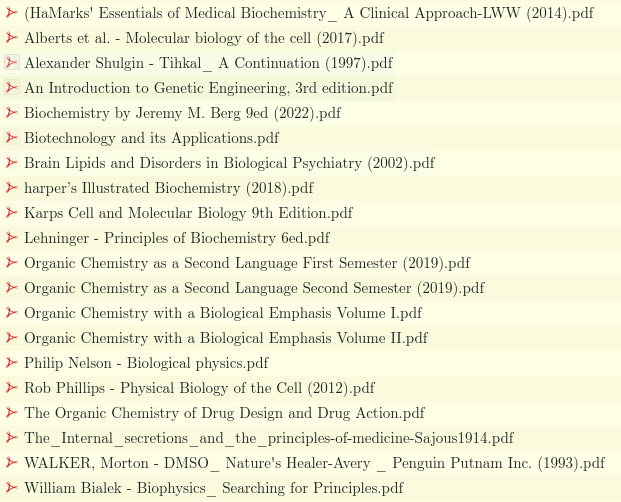 (HaMarks' Essentials of Medical Biochemistry_ A Clinical Approach-LWW (2014).pdf
Alberts et al. - Molecular biology of the cell (2017).pdf
Alexander Shulgin - Tihkal_ A Continuation (1997).pdf
An Introduction to Genetic Engineering, 3rd edition.pdf
Biochemistry by Jeremy M. Berg 9ed (2022).pdf
Biotechnology and its Applications.pdf
Brain Lipids and Disorders in Biological Psychiatry (2002).pdf
harper's Illustrated Biochemistry (2018).pdf
Karps Cell and Molecular Biology 9th Edition.pdf
Lehninger - Principles of Biochemistry 6ed.pdf
Organic Chemistry as a Second Language First Semester (2019).pdf
Organic Chemistry as a Second Language Second Semester (2019).pdf
Organic Chemistry with a Biological Emphasis Volume I.pdf
Organic Chemistry with a Biological Emphasis Volume II.pdf
Philip Nelson - Biological physics.pdf
Rob Phillips - Physical Biology of the Cell (2012).pdf
The Organic Chemistry of Drug Design and Drug Action.pdf
The_Internal_secretions_and_the_principles-of-medicine-Sajous1914.pdf
WALKER, Morton - DMSO_ Nature's Healer-Avery _ Penguin Putnam Inc. (1993).pdf
William Bialek - Biophysics_ Searching for Principles.pdf